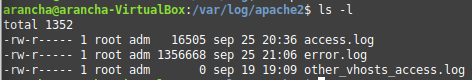 arancha@arancha-VirtualBox:/var/log/apache2$ ls -l
total 1352
-rw-r----- 1 root adm   16505 sep 25 20:36 access.log
-rw-r----- 1 root adm 1356668 sep 25 21:06 error.log
-rw-r----- 1 root adm       0 sep 19 19:09 other_vhosts_access.log